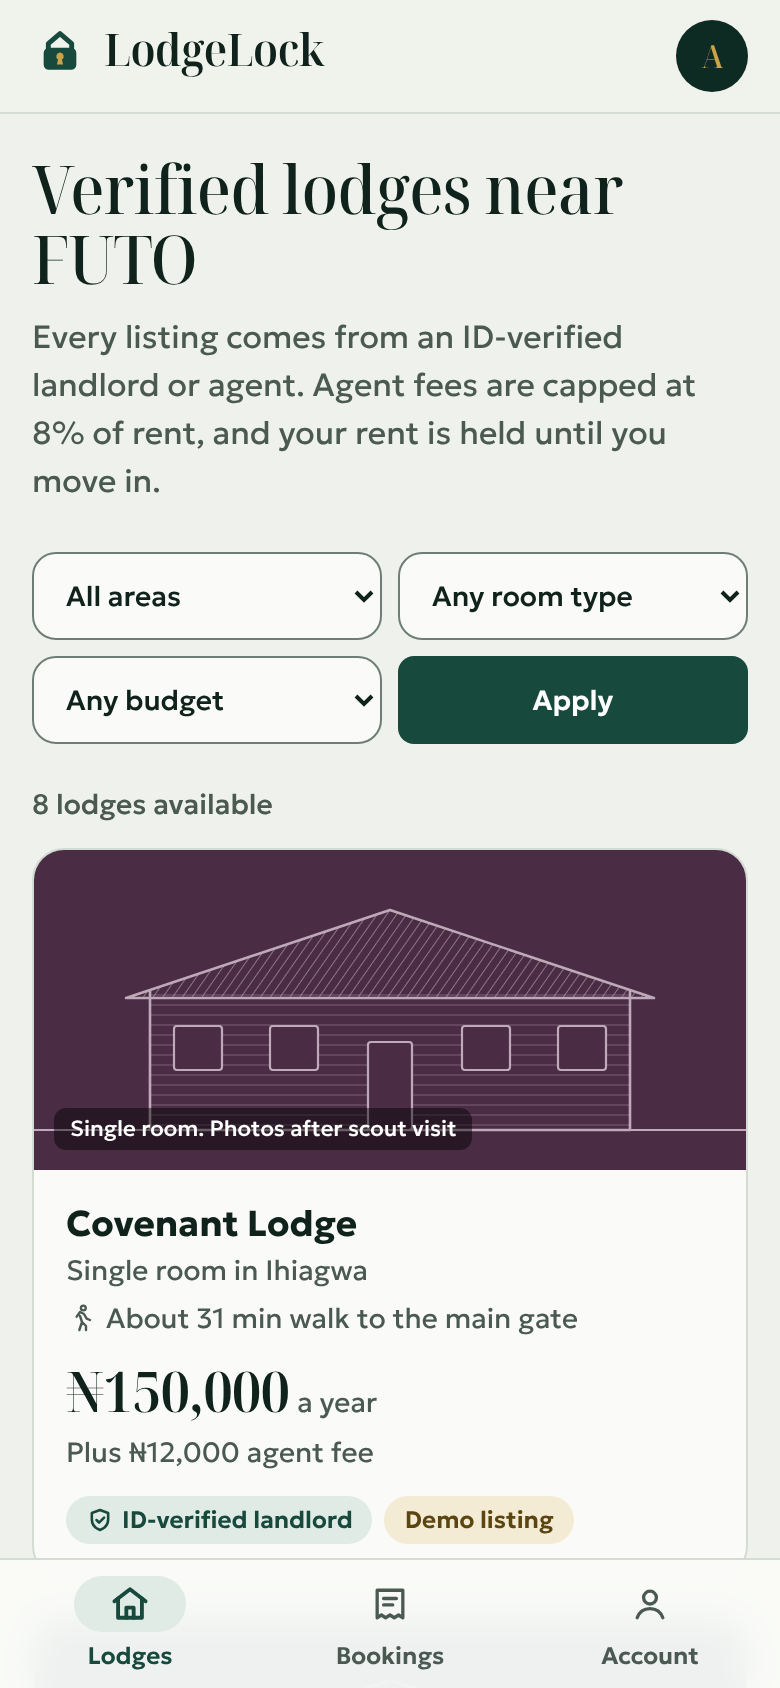 LodgeLock
A
Verified lodges near
FUTO
Every listing comes from an ID-verified
landlord or agent. Agent fees are capped at
8% of rent, and your rent is held until you
move in.
All areas
Any room type
Any budget
Apply
8 lodges available
Single room. Photos after scout visit
Covenant Lodge
Single room in Ihiagwa
About 31 min walk to the main gate
₦150,000 a year
Plus ₦12,000 agent fee
ID-verified landlord
Demo listing
Lodges
Bookings
Account